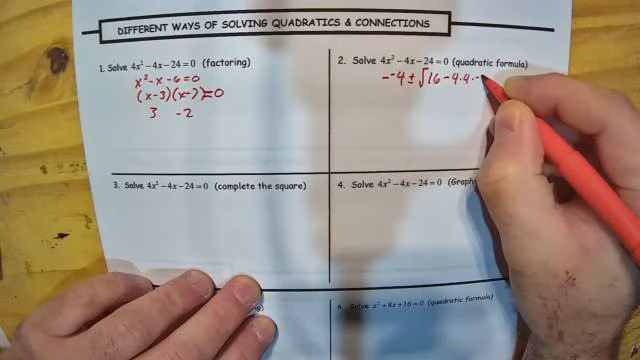 DIFFERENT WAYS OF SOLVING QUADRATICS & CONNECTIONS
1. Solve 4x² − 4x − 24 = 0 (factoring)
x² - x - 6 = 0
(x-3)(x-2)=0
3 -2
2. Solve 4x² − 4x − 24 = 0 (quadratic formula)
--4 ± √16 - 4·4·-
3. Solve 4x² − 4x − 24 = 0 (complete the square)
4. Solve 4x² − 4x − 24 = 0 (Graphi
6. Solve x² + 8x + 16 = 0 (quadratic formula)